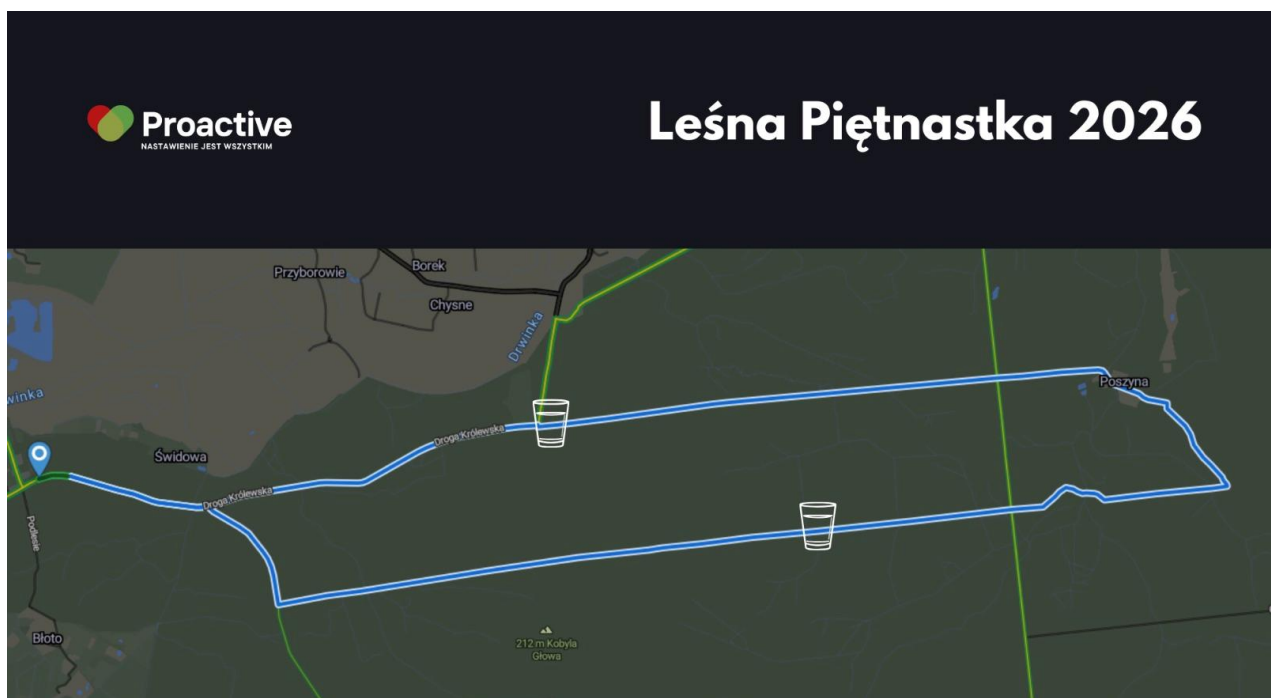 Proactive
NASTAWIENIE JEST WSZYSTKIM
Leśna Piętnastka 2026
Przyborowie
Borek
Chysne
Drwinka
winka
Poszyna
Droga Królewska
Świdowa
Droga Królewska
Podlesie
Błoto
212 m Kobyla
Głowa